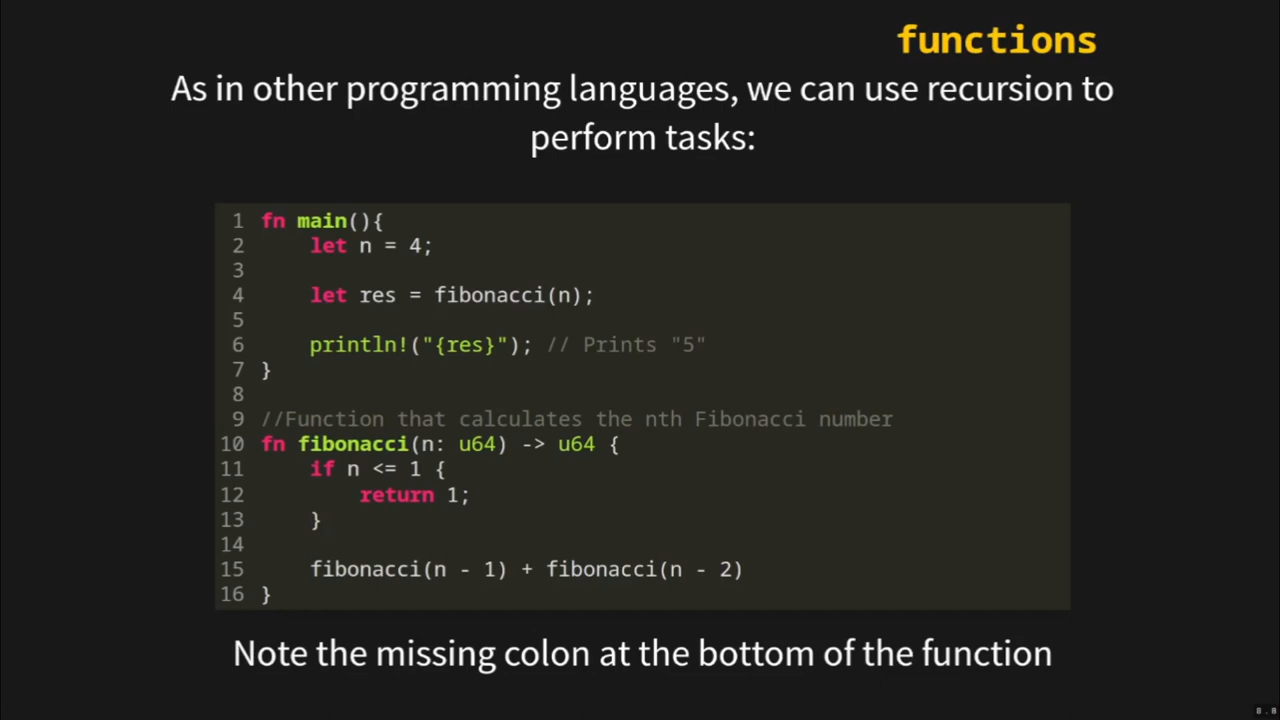 functions
As in other programming languages, we can use recursion to
perform tasks:
1 fn main(){
2     let n = 4;
3
4     let res = fibonacci(n);
5
6     println!("{res}"); // Prints "5"
7 }
8
9 //Function that calculates the nth Fibonacci number
10 fn fibonacci(n: u64) -> u64 {
11     if n <= 1 {
12         return 1;
13     }
14
15     fibonacci(n - 1) + fibonacci(n - 2)
16 }
Note the missing colon at the bottom of the function
8.8